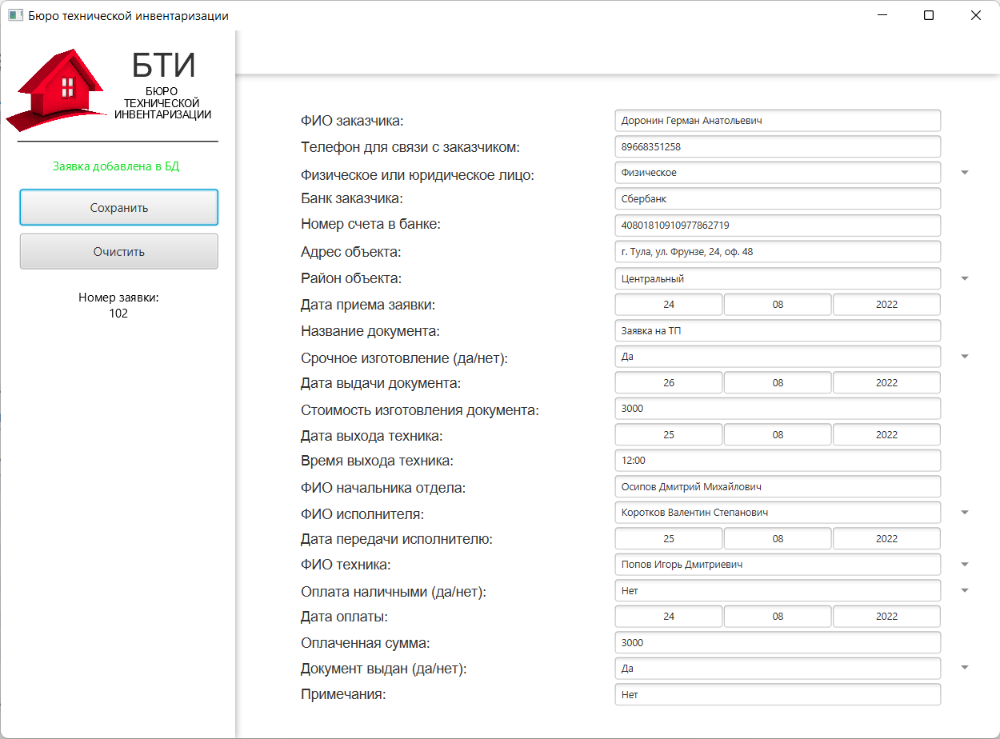 Бюро технической инвентаризации
БТИ
БЮРО
ТЕХНИЧЕСКОЙ
ИНВЕНТАРИЗАЦИИ
Заявка добавлена в БД
Сохранить
Очистить
Номер заявки:
102
ФИО заказчика: Доронин Герман Анатольевич
Телефон для связи с заказчиком: 89668351258
Физическое или юридическое лицо: Физическое
Банк заказчика: Сбербанк
Номер счета в банке: 40801810910977862719
Адрес объекта: г. Тула, ул. Фрунзе, 24, оф. 48
Район объекта: Центральный
Дата приема заявки: 24 08 2022
Название документа: Заявка на ТП
Срочное изготовление (да/нет): Да
Дата выдачи документа: 26 08 2022
Стоимость изготовления документа: 3000
Дата выхода техника: 25 08 2022
Время выхода техника: 12:00
ФИО начальника отдела: Осипов Дмитрий Михайлович
ФИО исполнителя: Коротков Валентин Степанович
Дата передачи исполнителю: 25 08 2022
ФИО техника: Попов Игорь Дмитриевич
Оплата наличными (да/нет): Нет
Дата оплаты: 24 08 2022
Оплаченная сумма: 3000
Документ выдан (да/нет): Да
Примечания: Нет